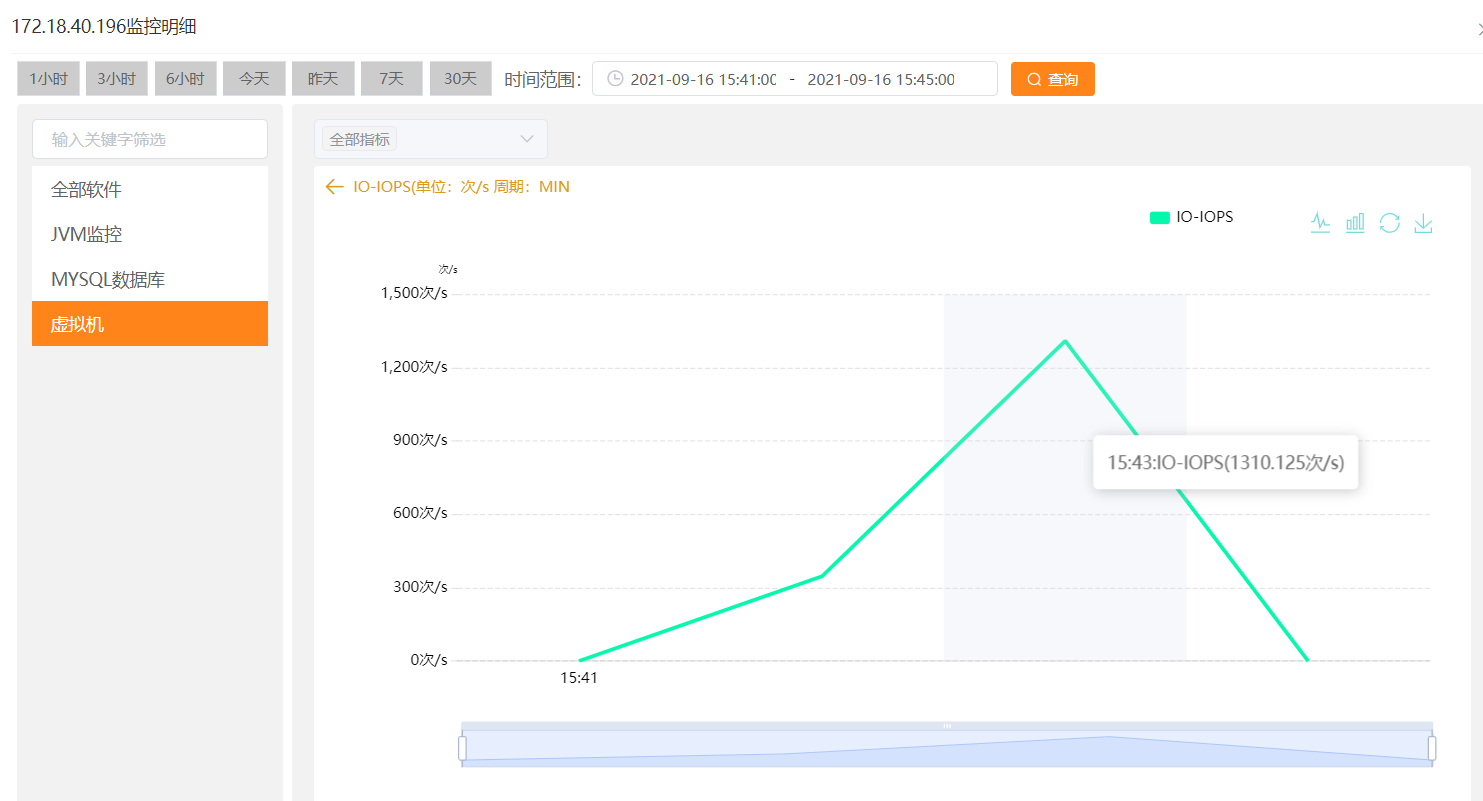 172.18.40.196监控明细
1小时 3小时 6小时 今天 昨天 7天 30天 时间范围： 2021-09-16 15:41:00 - 2021-09-16 15:45:00 查询
输入关键字筛选
全部软件
JVM监控
MYSQL数据库
虚拟机
全部指标
IO-IOPS(单位：次/s 周期：MIN
IO-IOPS
次/s
1,500次/s
1,200次/s
900次/s
600次/s
300次/s
0次/s
15:43:IO-IOPS(1310.125次/s)
15:41